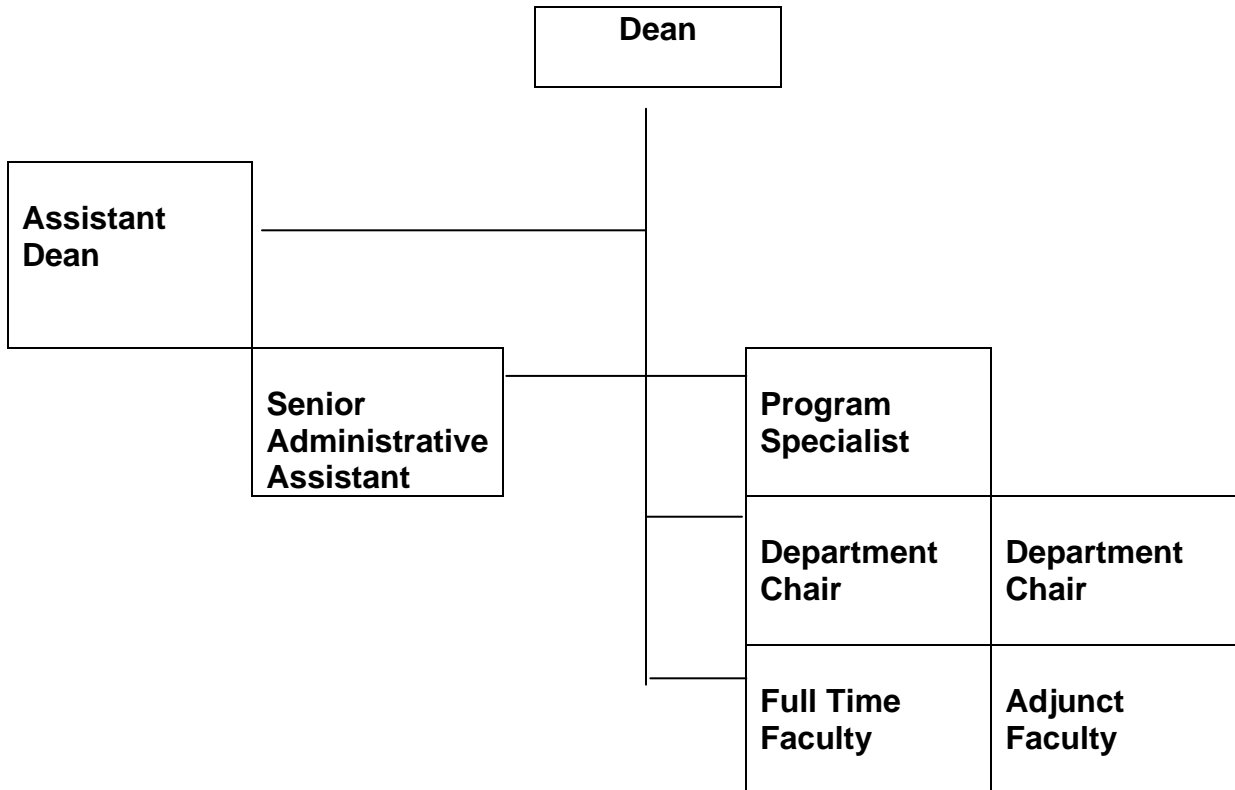 Dean
Assistant
Dean
Senior
Administrative
Assistant
Program
Specialist
Department
Chair
Department
Chair
Full Time
Faculty
Adjunct
Faculty